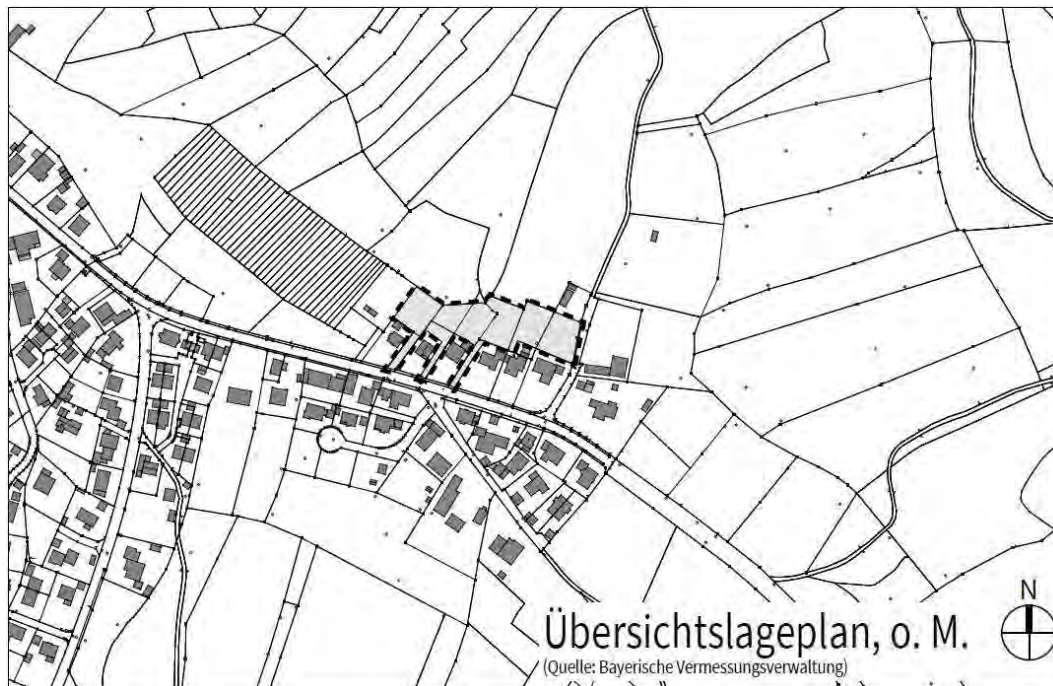 N
Übersichtslageplan, o. M.
(Quelle: Bayerische Vermessungsverwaltung)